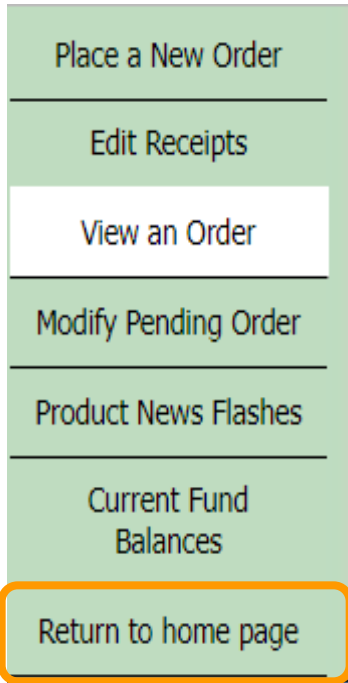 Place a New Order
Edit Receipts
View an Order
Modify Pending Order
Product News Flashes
Current Fund
Balances
Return to home page